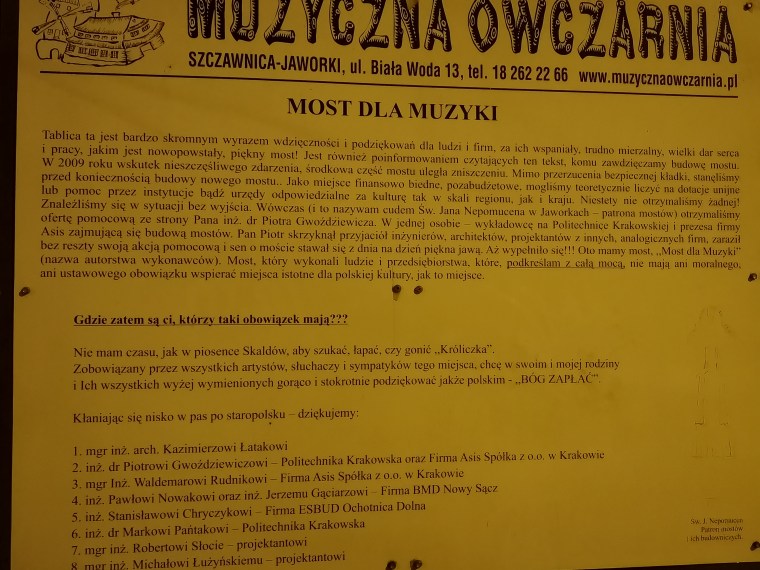 MUZYCZNA OWCZARNIA
SZCZAWNICA-JAWORKI, ul. Biała Woda 13, tel. 18 262 22 66 www.muzycznaowczarnia.pl
MOST DLA MUZYKI
Tablica ta jest bardzo skromnym wyrazem wdzięczności i podziękowań dla ludzi i firm, za ich wspaniały, trudno mierzalny, wielki dar serca
i pracy, jakim jest nowopowstały, piękny most! Jest również poinformowaniem czytających ten tekst, komu zawdzięczamy budowę mostu.
W 2009 roku wskutek nieszczęśliwego zdarzenia, środkowa część mostu uległa zniszczeniu. Mimo przerzucenia bezpiecznej kładki, stanęliśmy
przed koniecznością budowy nowego mostu.. Jako miejsce finansowo biedne, pozabudżetowe, mogliśmy teoretycznie liczyć na dotacje unijne
lub pomoc przez instytucje bądź urzędy odpowiedzialne za kulturę tak w skali regionu, jak i kraju. Niestety nie otrzymaliśmy żadnej!
Znaleźliśmy się w sytuacji bez wyjścia. Wówczas (i to nazywam cudem Św. Jana Nepomucena w Jaworkach – patrona mostów) otrzymaliśmy
ofertę pomocową ze strony Pana inż. dr Piotra Gwoździewicza. W jednej osobie – wykładowcę na Politechnice Krakowskiej i prezesa firmy
Asis zajmującą się budową mostów. Pan Piotr skrzyknął przyjaciół inżynierów, architektów, projektantów z innych, analogicznych firm, zaraził
bez reszty swoją akcją pomocową i sen o moście stawał się z dnia na dzień piękna jawą. Aż wypełniło się!!! Oto mamy most, „Most dla Muzyki"
(nazwa autorstwa wykonawców). Most, który wykonali ludzie i przedsiębiorstwa, które, podkreślam z całą mocą, nie mają ani moralnego,
ani ustawowego obowiązku wspierać miejsca istotne dla polskiej kultury, jak to miejsce.
Gdzie zatem są ci, którzy taki obowiązek mają???
Nie mam czasu, jak w piosence Skaldów, aby szukać, łapać, czy gonić „Króliczka".
Zobowiązany przez wszystkich artystów, słuchaczy i sympatyków tego miejsca, chcę w swoim i mojej rodziny
i Ich wszystkich wyżej wymienionych gorąco i stokrotnie podziękować jakże polskim - „BÓG ZAPŁAĆ".
Kłaniając się nisko w pas po staropolsku – dziękujemy:
1. mgr inż. arch. Kazimierzowi Łatakowi
2. inż. dr Piotrowi Gwoździewiczowi – Politechnika Krakowska oraz Firma Asis Spółka z o.o. w Krakowie
3. mgr Inż. Waldemarowi Rudnikowi – Firma Asis Spółka z o.o. w Krakowie
4. inż. Pawłowi Nowakowi oraz inż. Jerzemu Gąciarzowi – Firma BMD Nowy Sącz
5. inż. Stanisławowi Chryczykowi – Firma ESBUD Ochotnica Dolna
6. inż. dr Markowi Pańtakowi – Politechnika Krakowska
7. mgr inż. Robertowi Słocie – projektantowi
8. mgr inż. Michałowi Łużyńskiemu – projektantowi
Św. J. Nepomucen
Patron mostów
i ich budowniczych.